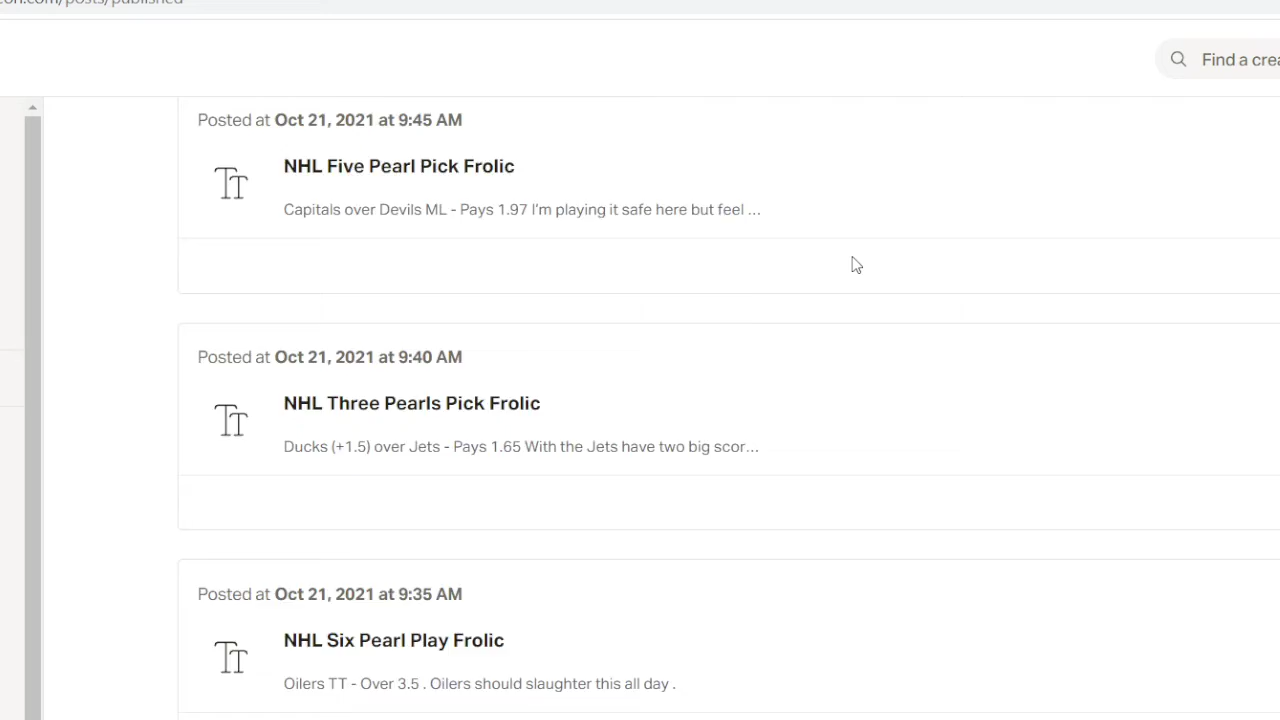 /posts/published
Find a
Posted at Oct 21, 2021 at 9:45 AM
NHL Five Pearl Pick Frolic
Capitals over Devils ML - Pays 1.97 I'm playing it safe here but feel ...
Posted at Oct 21, 2021 at 9:40 AM
NHL Three Pearls Pick Frolic
Ducks (+1.5) over Jets - Pays 1.65 With the Jets have two big scor...
Posted at Oct 21, 2021 at 9:35 AM
NHL Six Pearl Play Frolic
Oilers TT - Over 3.5 . Oilers should slaughter this all day .